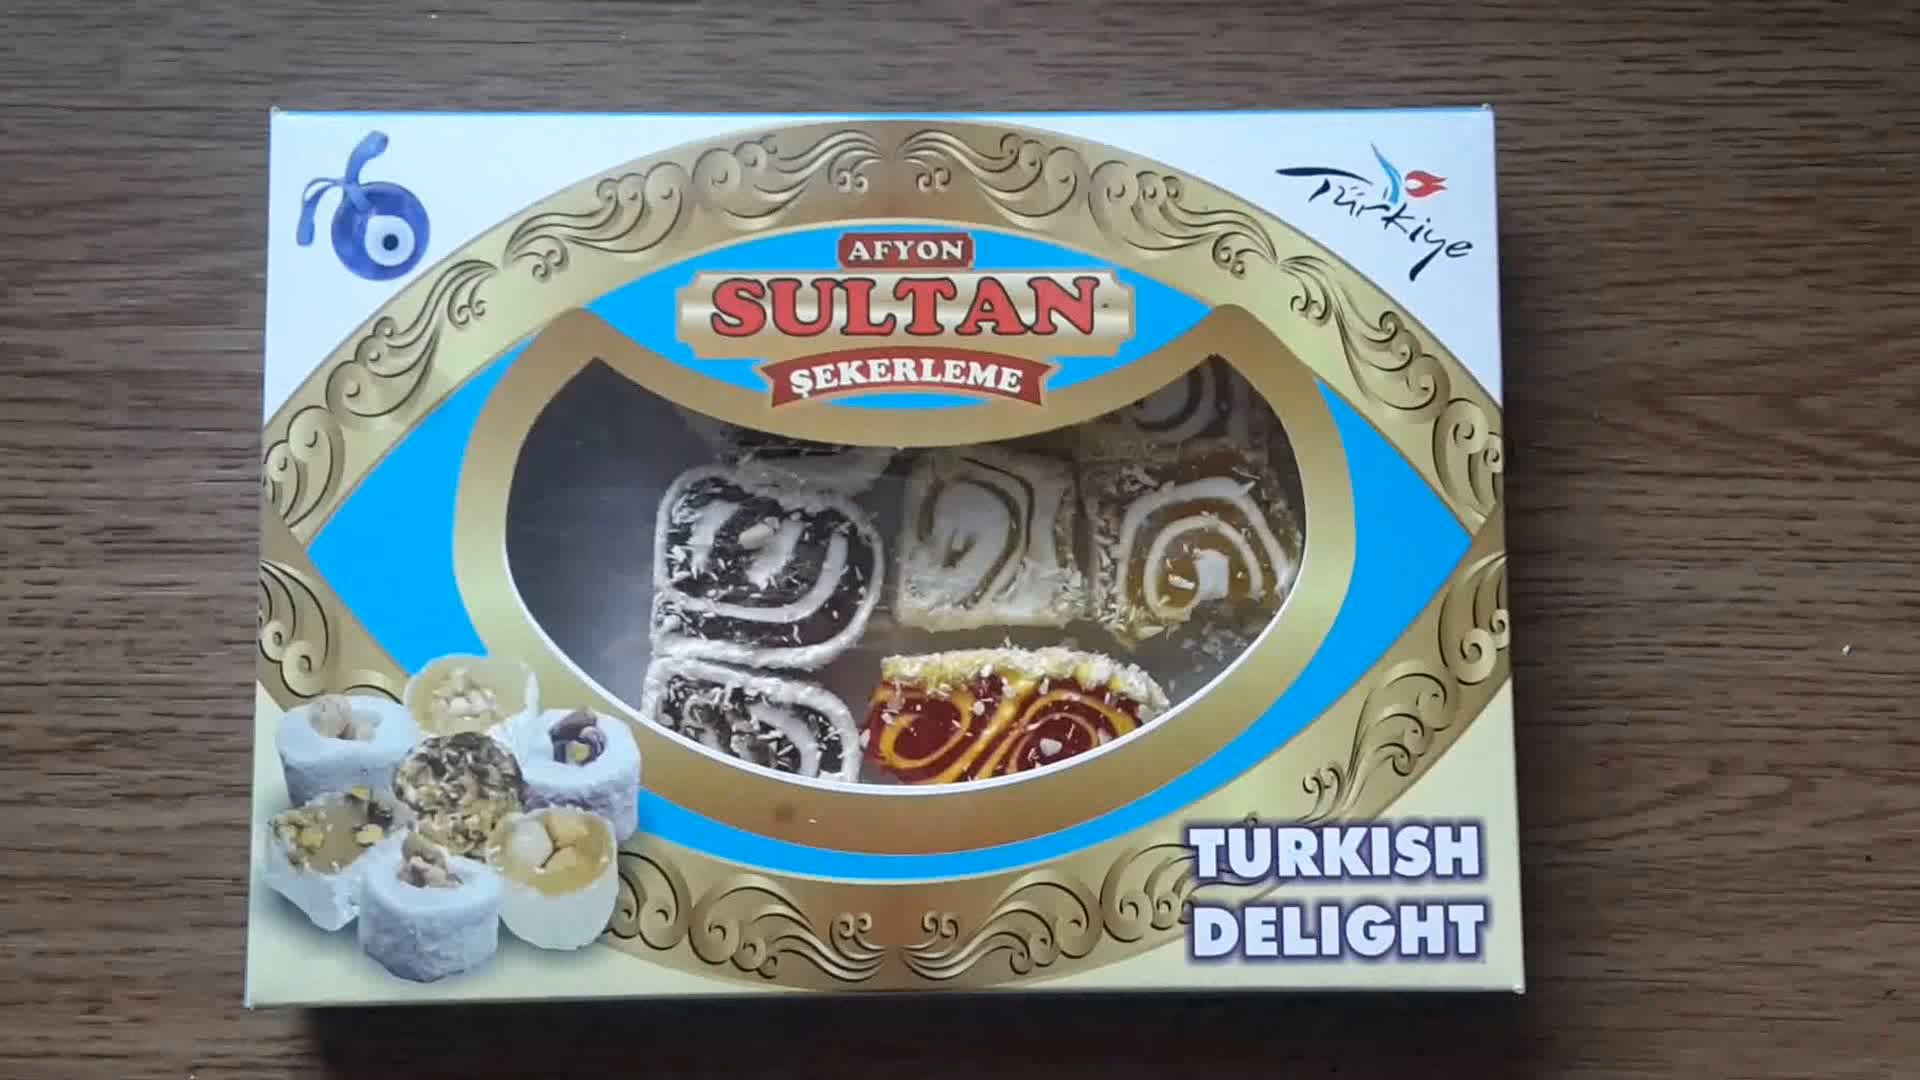 Türkiye
AFYON
SULTAN
ŞEKERLEME
TURKISH
DELIGHT